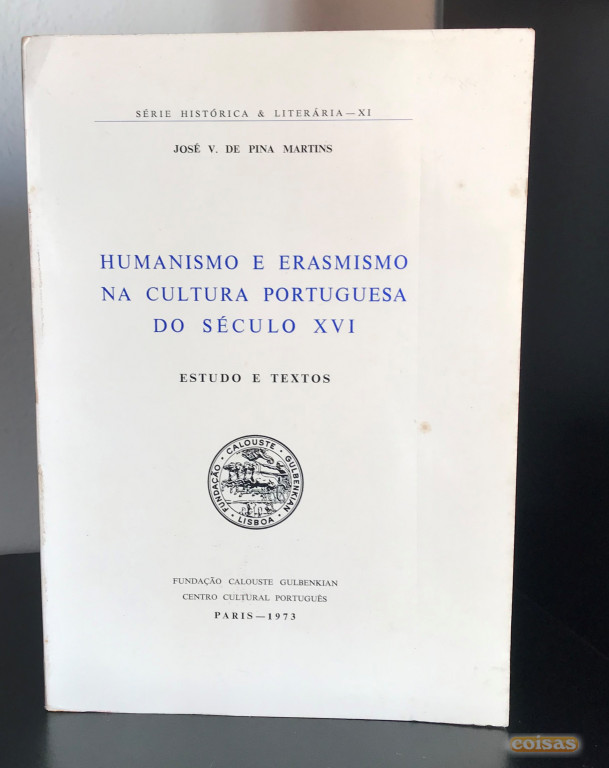 SÉRIE HISTÓRICA & LITERÁRIA—XI
JOSÉ V. DE PINA MARTINS
HUMANISMO E ERASMISMO
NA CULTURA PORTUGUESA
DO SÉCULO XVI
ESTUDO E TEXTOS
FUNDAÇÃO · CALOUSTE · GULBENKIAN · LISBOA ·
FUNDAÇÃO CALOUSTE GULBENKIAN
CENTRO CULTURAL PORTUGUÊS
PARIS—1973
coisas